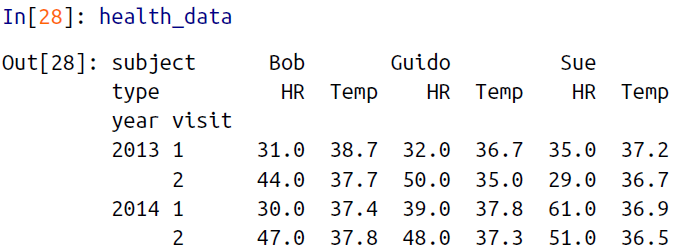 In[28]: health_data
Out[28]: subject Bob Guido Sue
type HR Temp HR Temp HR Temp
year visit
2013 1 31.0 38.7 32.0 36.7 35.0 37.2
2 44.0 37.7 50.0 35.0 29.0 36.7
2014 1 30.0 37.4 39.0 37.8 61.0 36.9
2 47.0 37.8 48.0 37.3 51.0 36.5